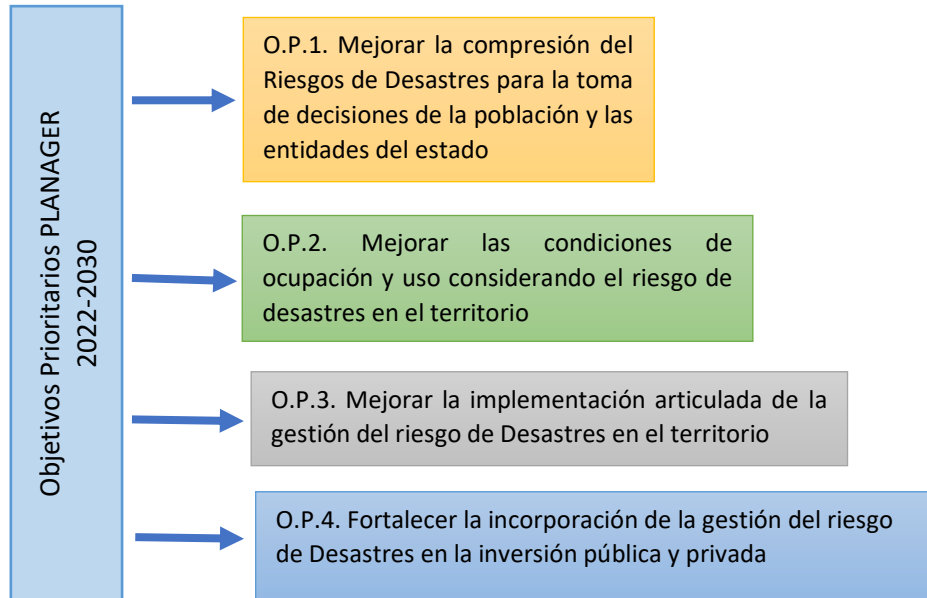 Objetivos Prioritarios PLANAGER
2022-2030
O.P.1. Mejorar la compresión del
Riesgos de Desastres para la toma
de decisiones de la población y las
entidades del estado
O.P.2. Mejorar las condiciones de
ocupación y uso considerando el riesgo de
desastres en el territorio
O.P.3. Mejorar la implementación articulada de la
gestión del riesgo de Desastres en el territorio
O.P.4. Fortalecer la incorporación de la gestión del riesgo
de Desastres en la inversión pública y privada